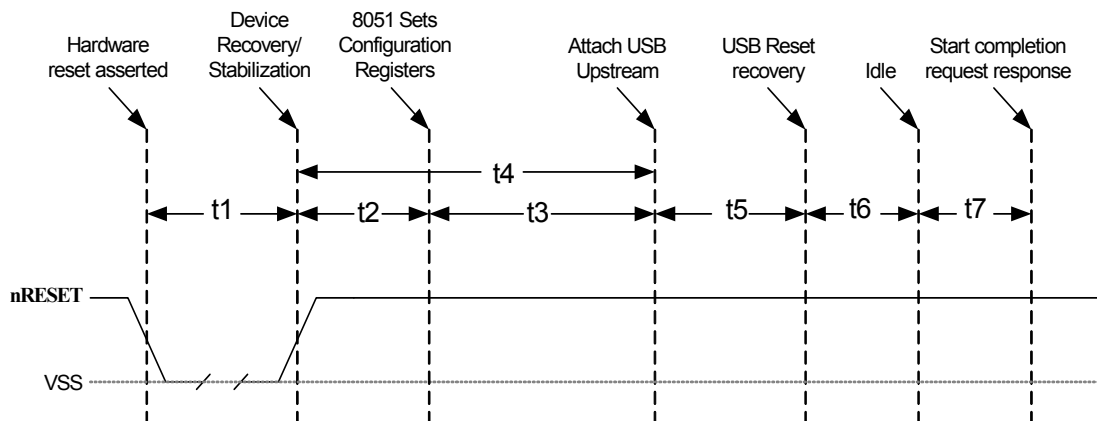 Hardware
reset asserted
Device
Recovery/
Stabilization
8051 Sets
Configuration
Registers
Attach USB
Upstream
USB Reset
recovery
Idle
Start completion
request response
t4
t1
t2
t3
t5
t6
t7
nRESET
VSS